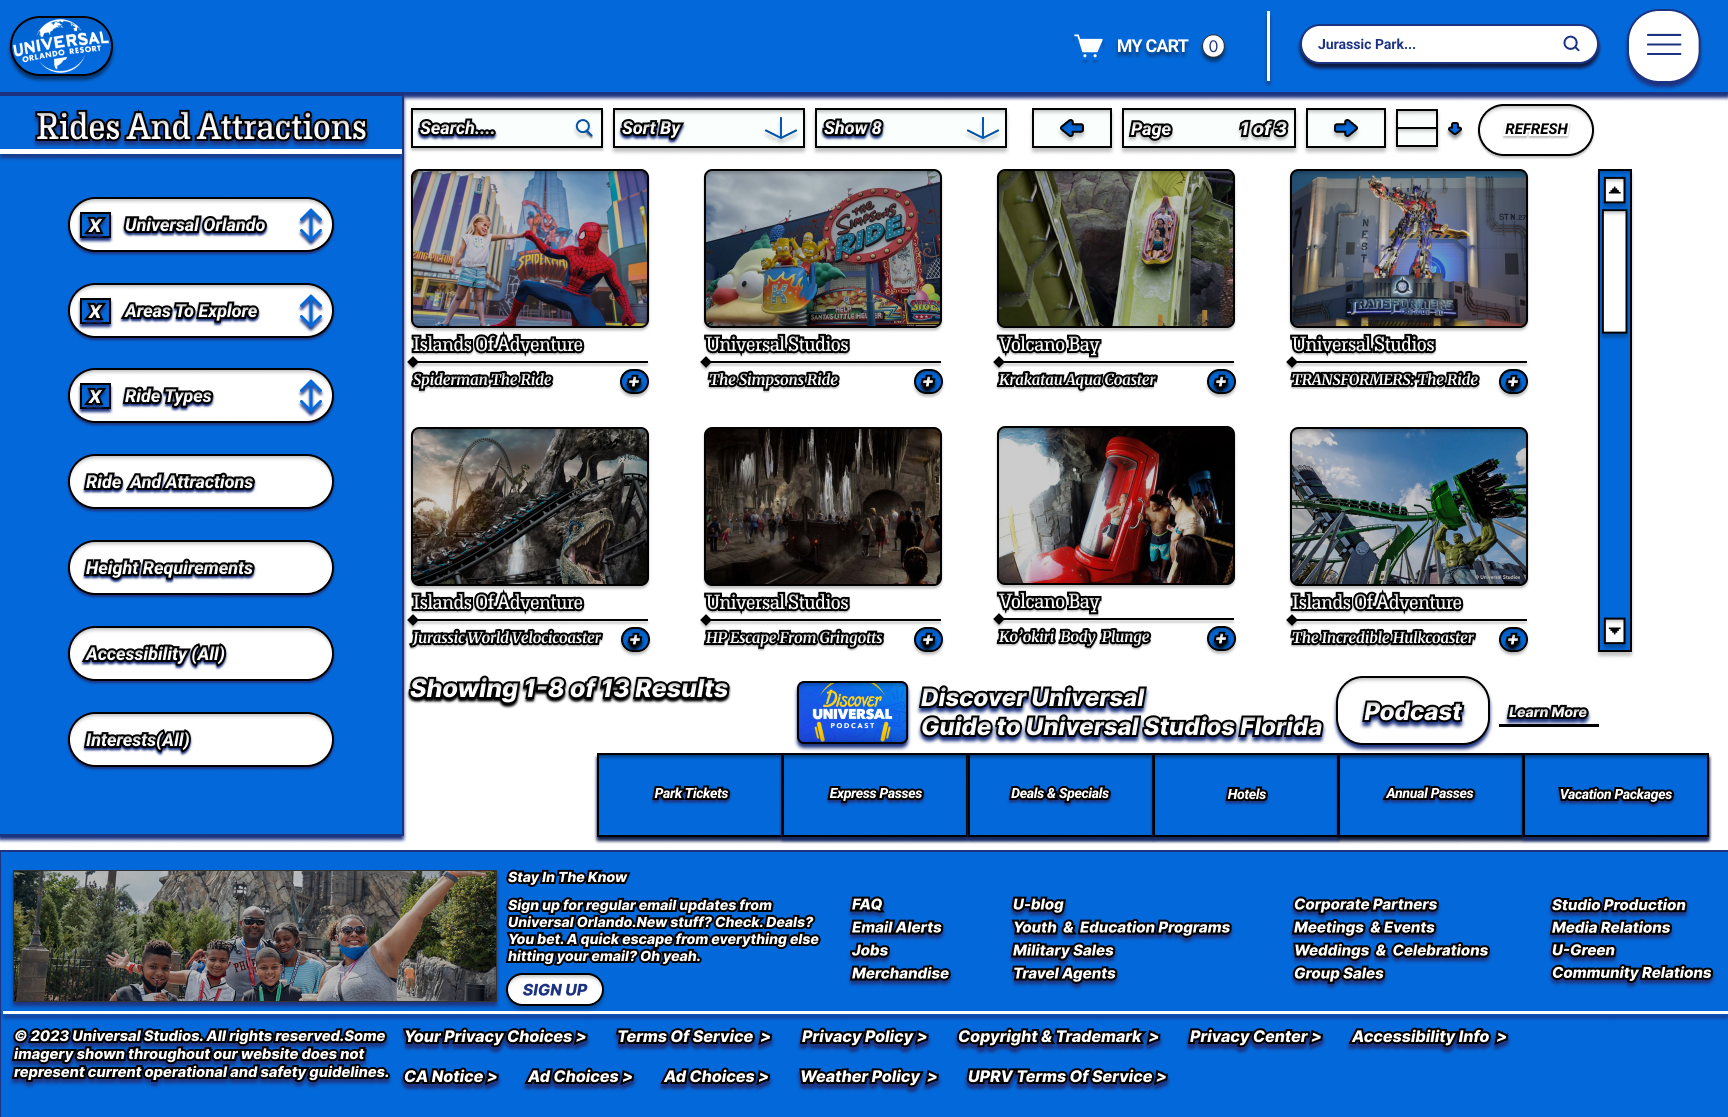 UNIVERSAL
ORLANDO RESORT
MY CART 0
Jurassic Park...
Rides And Attractions
Search....
Sort By
Show 8
Page 1 of 3
REFRESH
X Universal Orlando
X Areas To Explore
X Ride Types
Ride And Attractions
Height Requirements
Accessibility (All)
Interests(All)
SPIDERMAN
The Simpsons
RIDE
TRANSFORMERS
Islands Of Adventure
Spiderman The Ride
Universal Studios
The Simpsons Ride
Volcano Bay
Krakatau Aqua Coaster
Universal Studios
TRANSFORMERS: The Ride
© Universal Studios
Islands Of Adventure
Jurassic World Velocicoaster
Universal Studios
HP Escape From Gringotts
Volcano Bay
Ko'okiri Body Plunge
Islands Of Adventure
The Incredible Hulkcoaster
Showing 1-8 of 13 Results
Discover
UNIVERSAL
PODCAST
Discover Universal
Guide to Universal Studios Florida
Podcast
Learn More
Park Tickets
Express Passes
Deals & Specials
Hotels
Annual Passes
Vacation Packages
Stay In The Know
Sign up for regular email updates from
Universal Orlando.New stuff? Check. Deals?
You bet. A quick escape from everything else
hitting your email? Oh yeah.
SIGN UP
FAQ
Email Alerts
Jobs
Merchandise
U-blog
Youth & Education Programs
Military Sales
Travel Agents
Corporate Partners
Meetings & Events
Weddings & Celebrations
Group Sales
Studio Production
Media Relations
U-Green
Community Relations
© 2023 Universal Studios. All rights reserved.Some
imagery shown throughout our website does not
represent current operational and safety guidelines.
Your Privacy Choices >
Terms Of Service >
Privacy Policy >
Copyright & Trademark >
Privacy Center >
Accessibility Info >
CA Notice >
Ad Choices >
Ad Choices >
Weather Policy >
UPRV Terms Of Service >